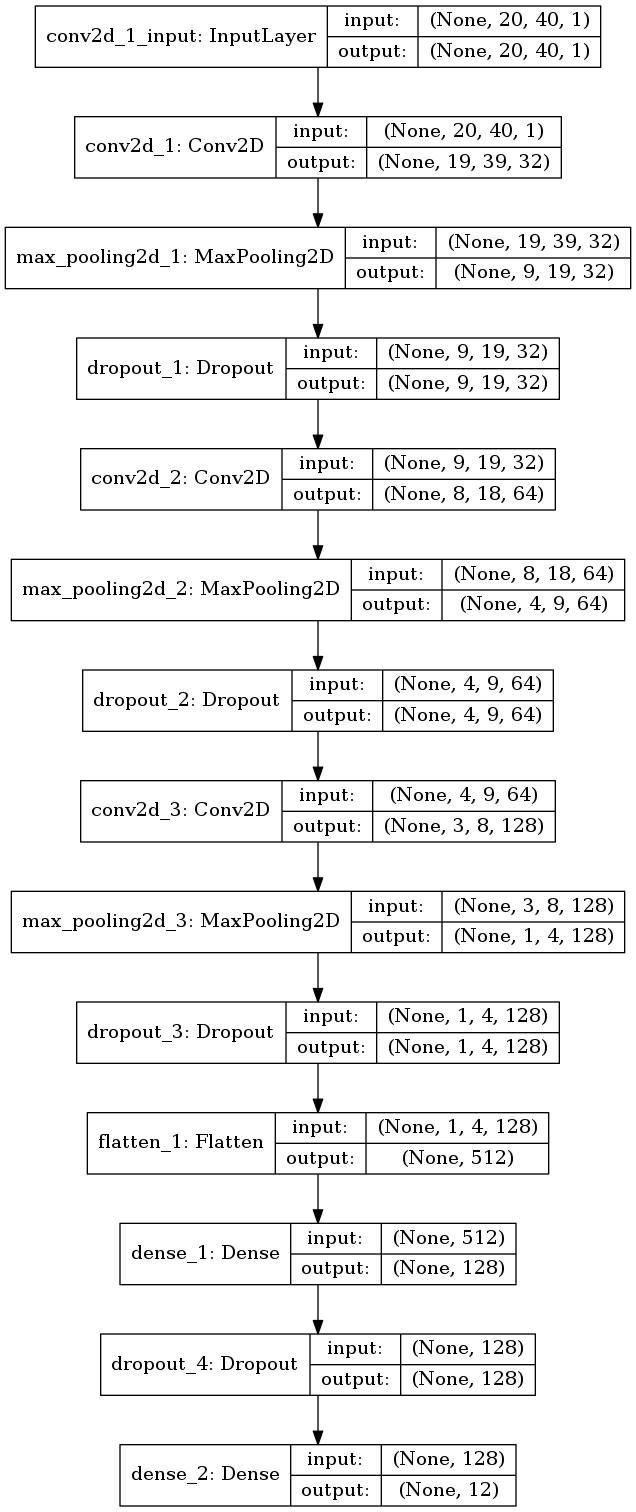 conv2d_1_input: InputLayer
input: (None, 20, 40, 1)
output: (None, 20, 40, 1)
conv2d_1: Conv2D
input: (None, 20, 40, 1)
output: (None, 19, 39, 32)
max_pooling2d_1: MaxPooling2D
input: (None, 19, 39, 32)
output: (None, 9, 19, 32)
dropout_1: Dropout
input: (None, 9, 19, 32)
output: (None, 9, 19, 32)
conv2d_2: Conv2D
input: (None, 9, 19, 32)
output: (None, 8, 18, 64)
max_pooling2d_2: MaxPooling2D
input: (None, 8, 18, 64)
output: (None, 4, 9, 64)
dropout_2: Dropout
input: (None, 4, 9, 64)
output: (None, 4, 9, 64)
conv2d_3: Conv2D
input: (None, 4, 9, 64)
output: (None, 3, 8, 128)
max_pooling2d_3: MaxPooling2D
input: (None, 3, 8, 128)
output: (None, 1, 4, 128)
dropout_3: Dropout
input: (None, 1, 4, 128)
output: (None, 1, 4, 128)
flatten_1: Flatten
input: (None, 1, 4, 128)
output: (None, 512)
dense_1: Dense
input: (None, 512)
output: (None, 128)
dropout_4: Dropout
input: (None, 128)
output: (None, 128)
dense_2: Dense
input: (None, 128)
output: (None, 12)